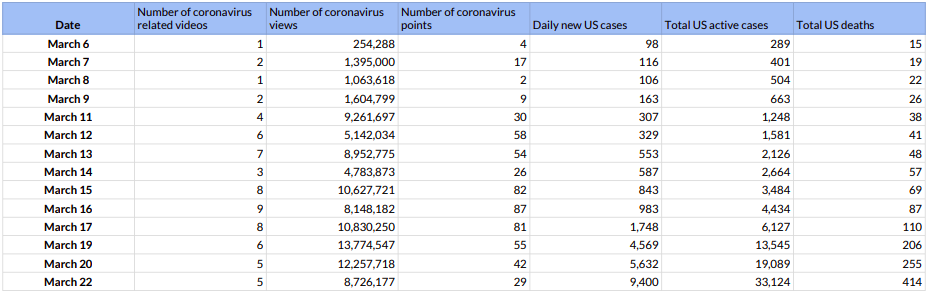 Date Number of coronavirus related videos Number of coronavirus views Number of coronavirus points Daily new US cases Total US active cases Total US deaths
March 6 1 254,288 4 98 289 15
March 7 2 1,395,000 17 116 401 19
March 8 1 1,063,618 2 106 504 22
March 9 2 1,604,799 9 163 663 26
March 11 4 9,261,697 30 307 1,248 38
March 12 6 5,142,034 58 329 1,581 41
March 13 7 8,952,775 54 553 2,126 48
March 14 3 4,783,873 26 587 2,664 57
March 15 8 10,627,721 82 843 3,484 69
March 16 9 8,148,182 87 983 4,434 87
March 17 8 10,830,250 81 1,748 6,127 110
March 19 6 13,774,547 55 4,569 13,545 206
March 20 5 12,257,718 42 5,632 19,089 255
March 22 5 8,726,177 29 9,400 33,124 414